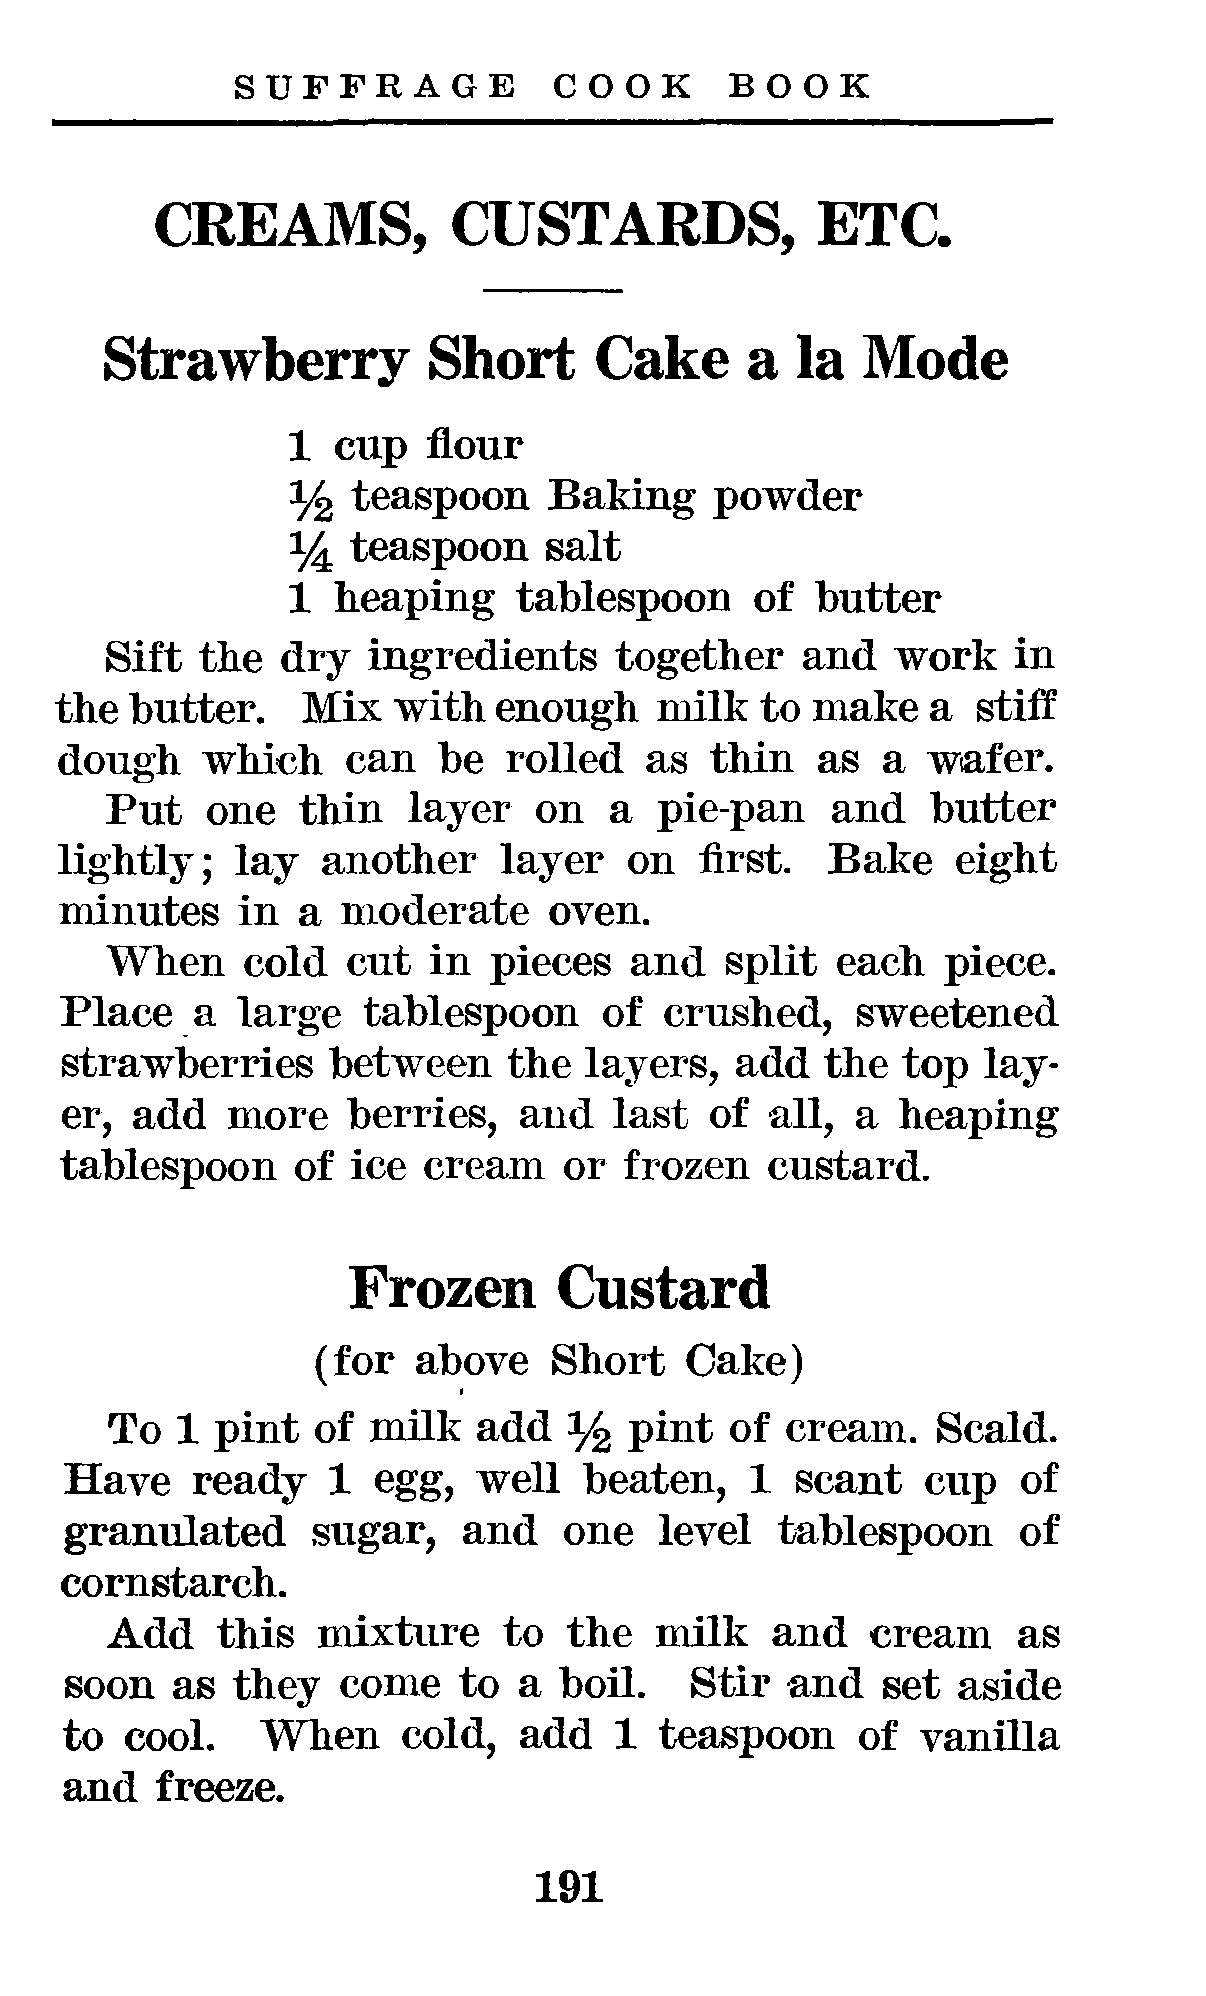 SUFFRAGE COOK BOOK
CREAMS, CUSTARDS, ETC.
Strawberry Short Cake a la Mode
1 cup flour
½ teaspoon Baking powder
¼ teaspoon salt
1 heaping tablespoon of butter
Sift the dry ingredients together and work in
the butter. Mix with enough milk to make a stiff
dough which can be rolled as thin as a wafer.
Put one thin layer on a pie-pan and butter
lightly; lay another layer on first. Bake eight
minutes in a moderate oven.
When cold cut in pieces and split each piece.
Place a large tablespoon of crushed, sweetened
strawberries between the layers, add the top lay-
er, add more berries, and last of all, a heaping
tablespoon of ice cream or frozen custard.
Frozen Custard
(for above Short Cake)
To 1 pint of milk add ½ pint of cream. Scald.
Have ready 1 egg, well beaten, 1 scant cup of
granulated sugar, and one level tablespoon of
cornstarch.
Add this mixture to the milk and cream as
soon as they come to a boil. Stir and set aside
to cool. When cold, add 1 teaspoon of vanilla
and freeze.
191